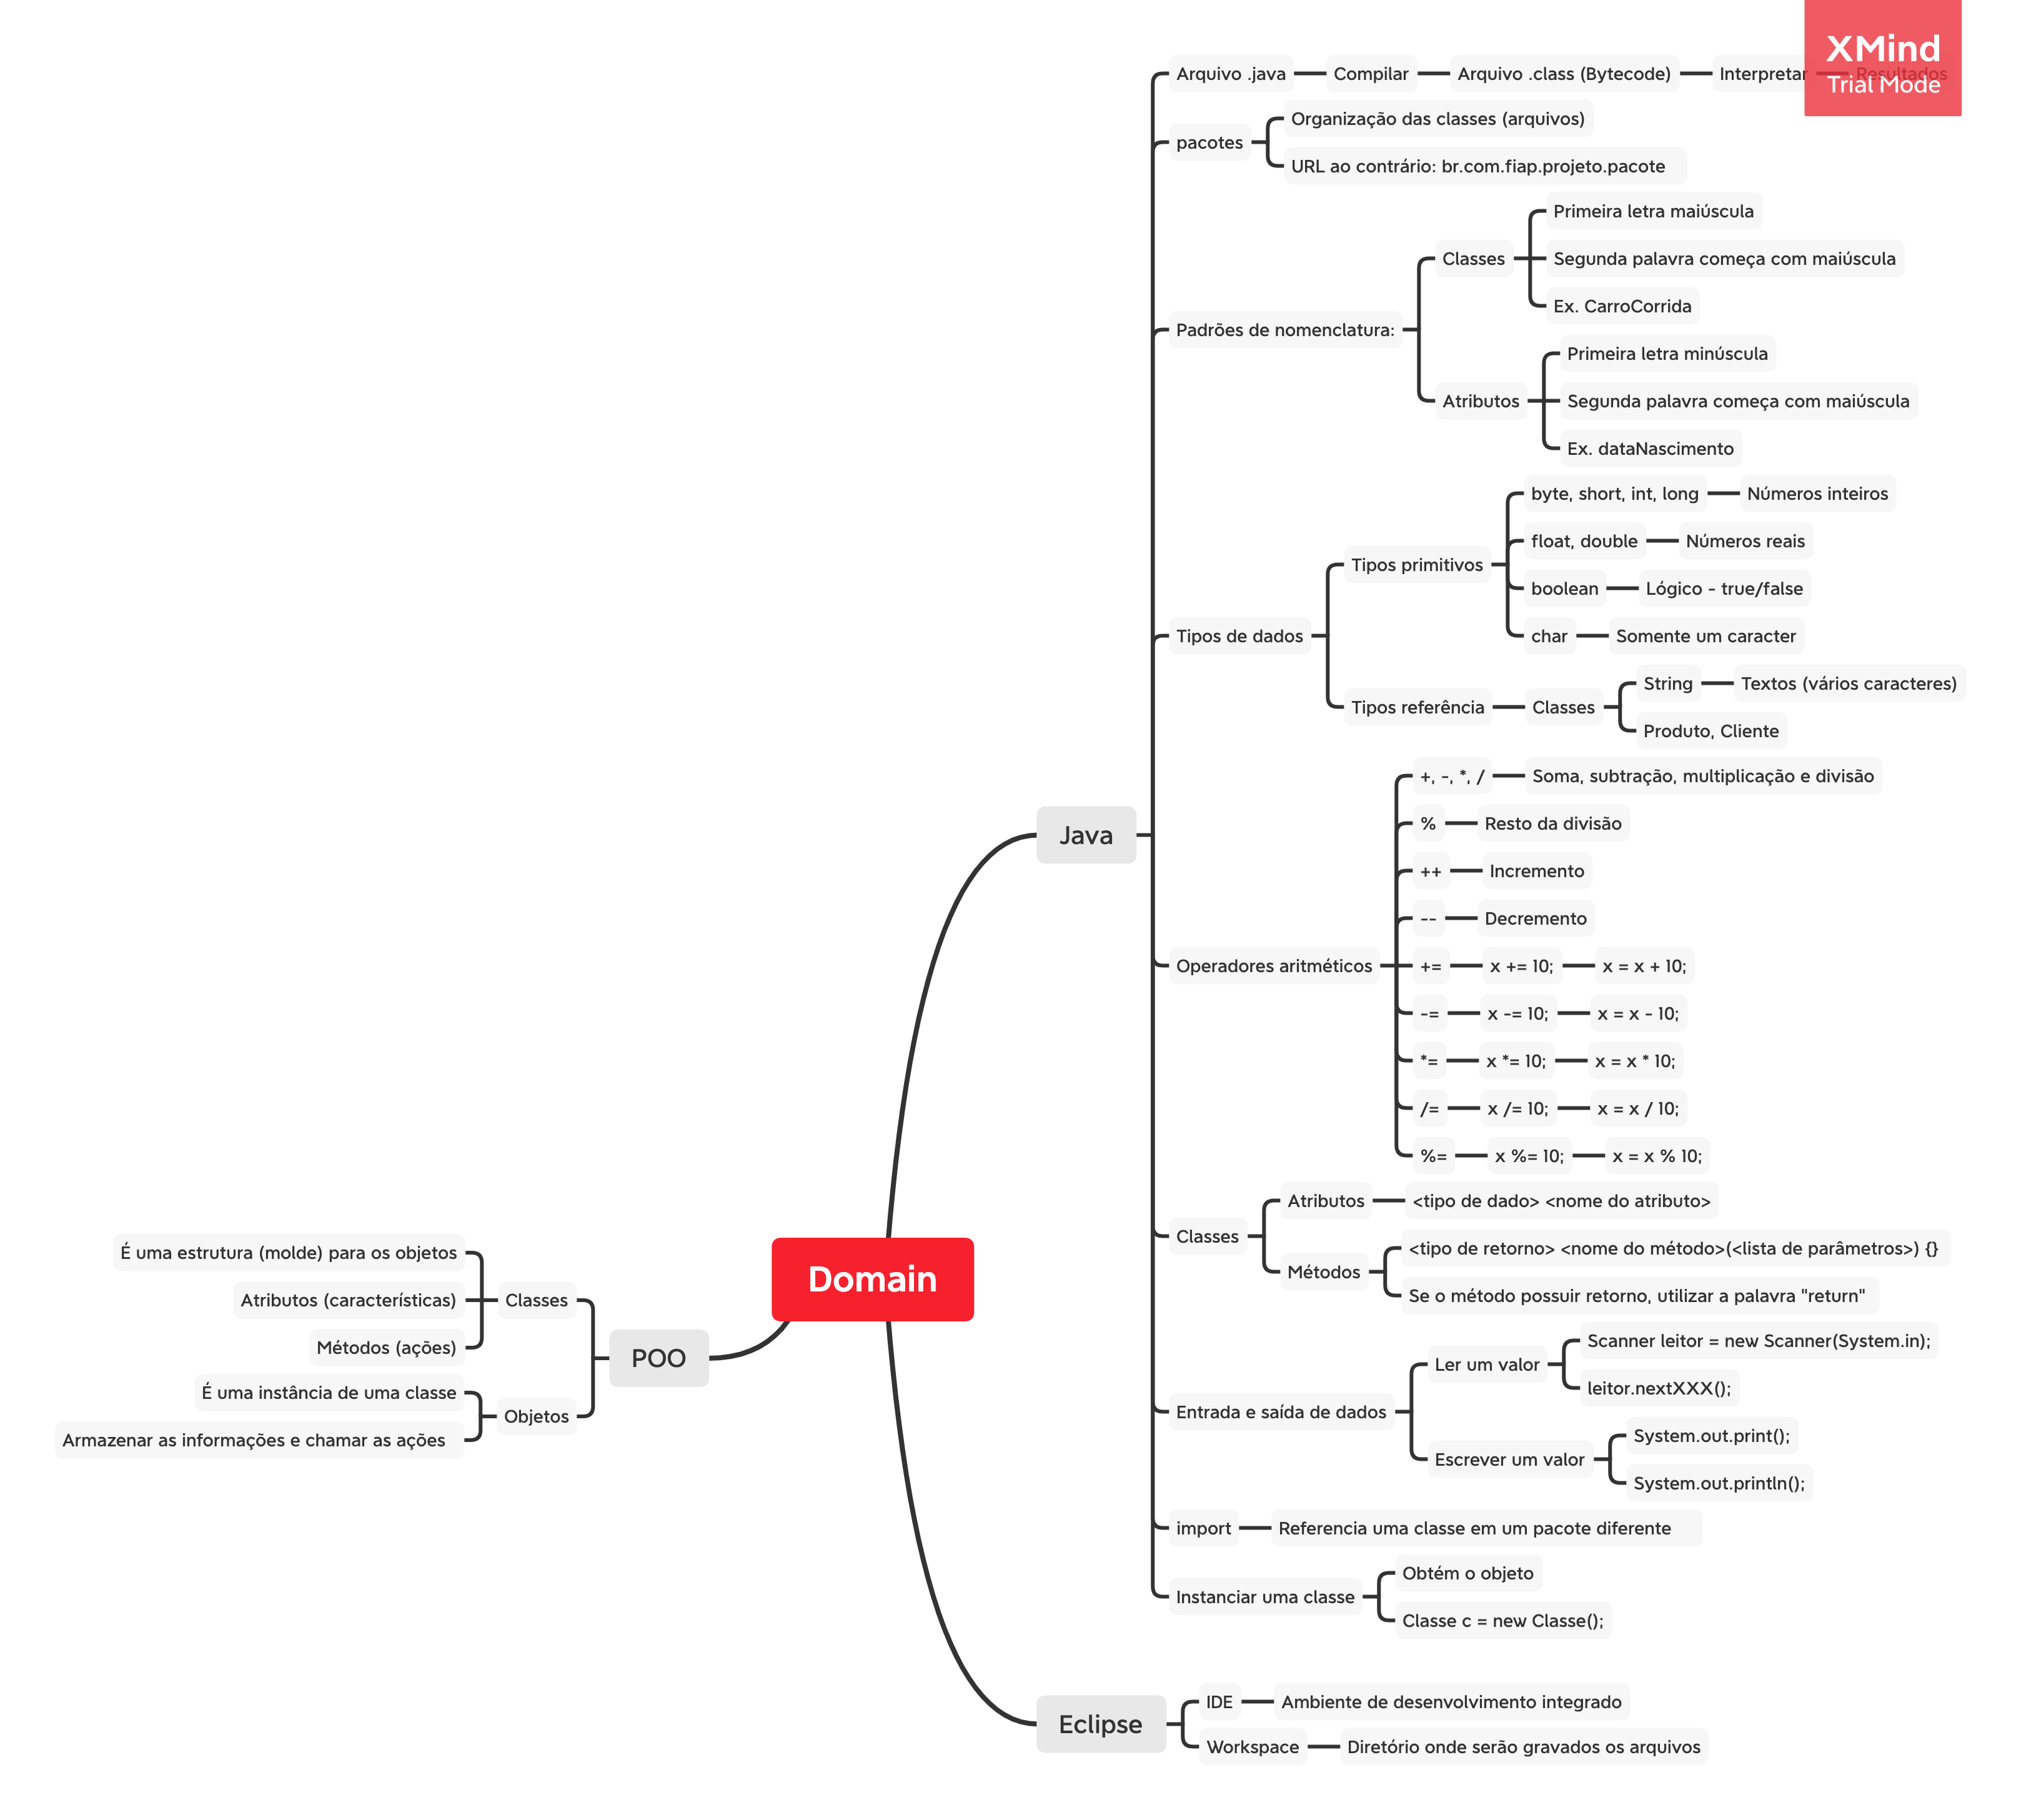 XMind
Trial Mode
Arquivo .java
Compilar
Arquivo .class (Bytecode)
Interpretar
Resultados
pacotes
Organização das classes (arquivos)
URL ao contrário: br.com.fiap.projeto.pacote
Padrões de nomenclatura:
Classes
Primeira letra maiúscula
Segunda palavra começa com maiúscula
Ex. CarroCorrida
Atributos
Primeira letra minúscula
Segunda palavra começa com maiúscula
Ex. dataNascimento
Tipos de dados
Tipos primitivos
byte, short, int, long
Números inteiros
float, double
Números reais
boolean
Lógico - true/false
char
Somente um caracter
Tipos referência
Classes
String
Textos (vários caracteres)
Produto, Cliente
Java
Operadores aritméticos
+, -, *, /
Soma, subtração, multiplicação e divisão
%
Resto da divisão
++
Incremento
--
Decremento
+=
x += 10;
x = x + 10;
-=
x -= 10;
x = x - 10;
*=
x *= 10;
x = x * 10;
/=
x /= 10;
x = x / 10;
%=
x %= 10;
x = x % 10;
Classes
Atributos
<tipo de dado> <nome do atributo>
Métodos
<tipo de retorno> <nome do método>(<lista de parâmetros>) {}
Se o método possuir retorno, utilizar a palavra "return"
Entrada e saída de dados
Ler um valor
Scanner leitor = new Scanner(System.in);
leitor.nextXXX();
Escrever um valor
System.out.print();
System.out.println();
import
Referencia uma classe em um pacote diferente
Instanciar uma classe
Obtém o objeto
Classe c = new Classe();
Domain
POO
Classes
É uma estrutura (molde) para os objetos
Atributos (características)
Métodos (ações)
Objetos
É uma instância de uma classe
Armazenar as informações e chamar as ações
Eclipse
IDE
Ambiente de desenvolvimento integrado
Workspace
Diretório onde serão gravados os arquivos